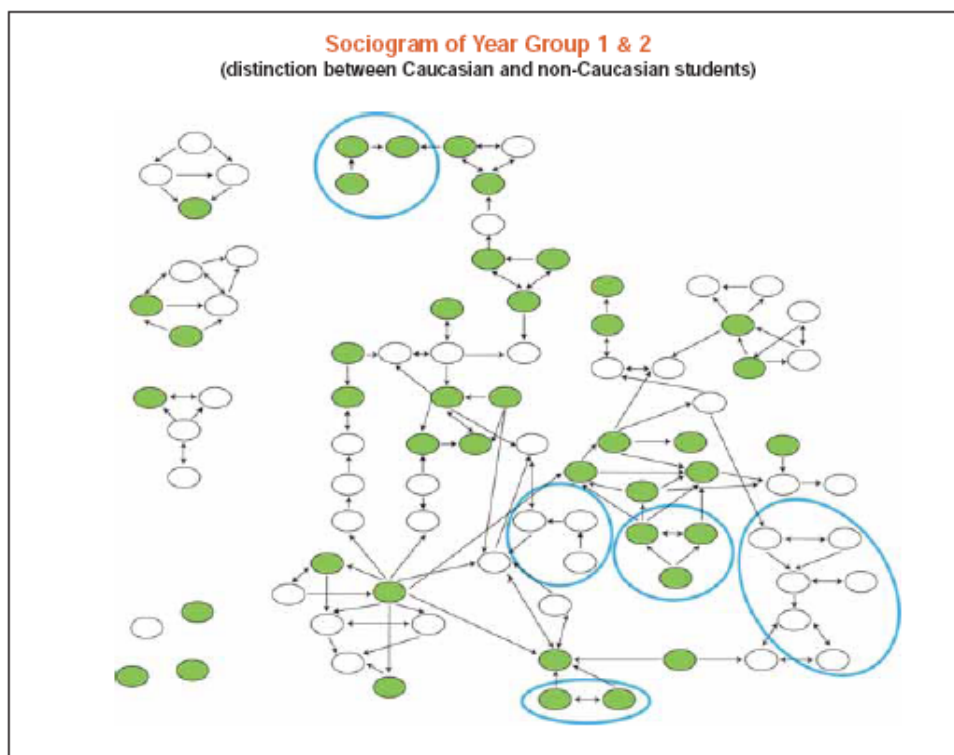 Sociogram of Year Group 1 & 2
(distinction between Caucasian and non-Caucasian students)